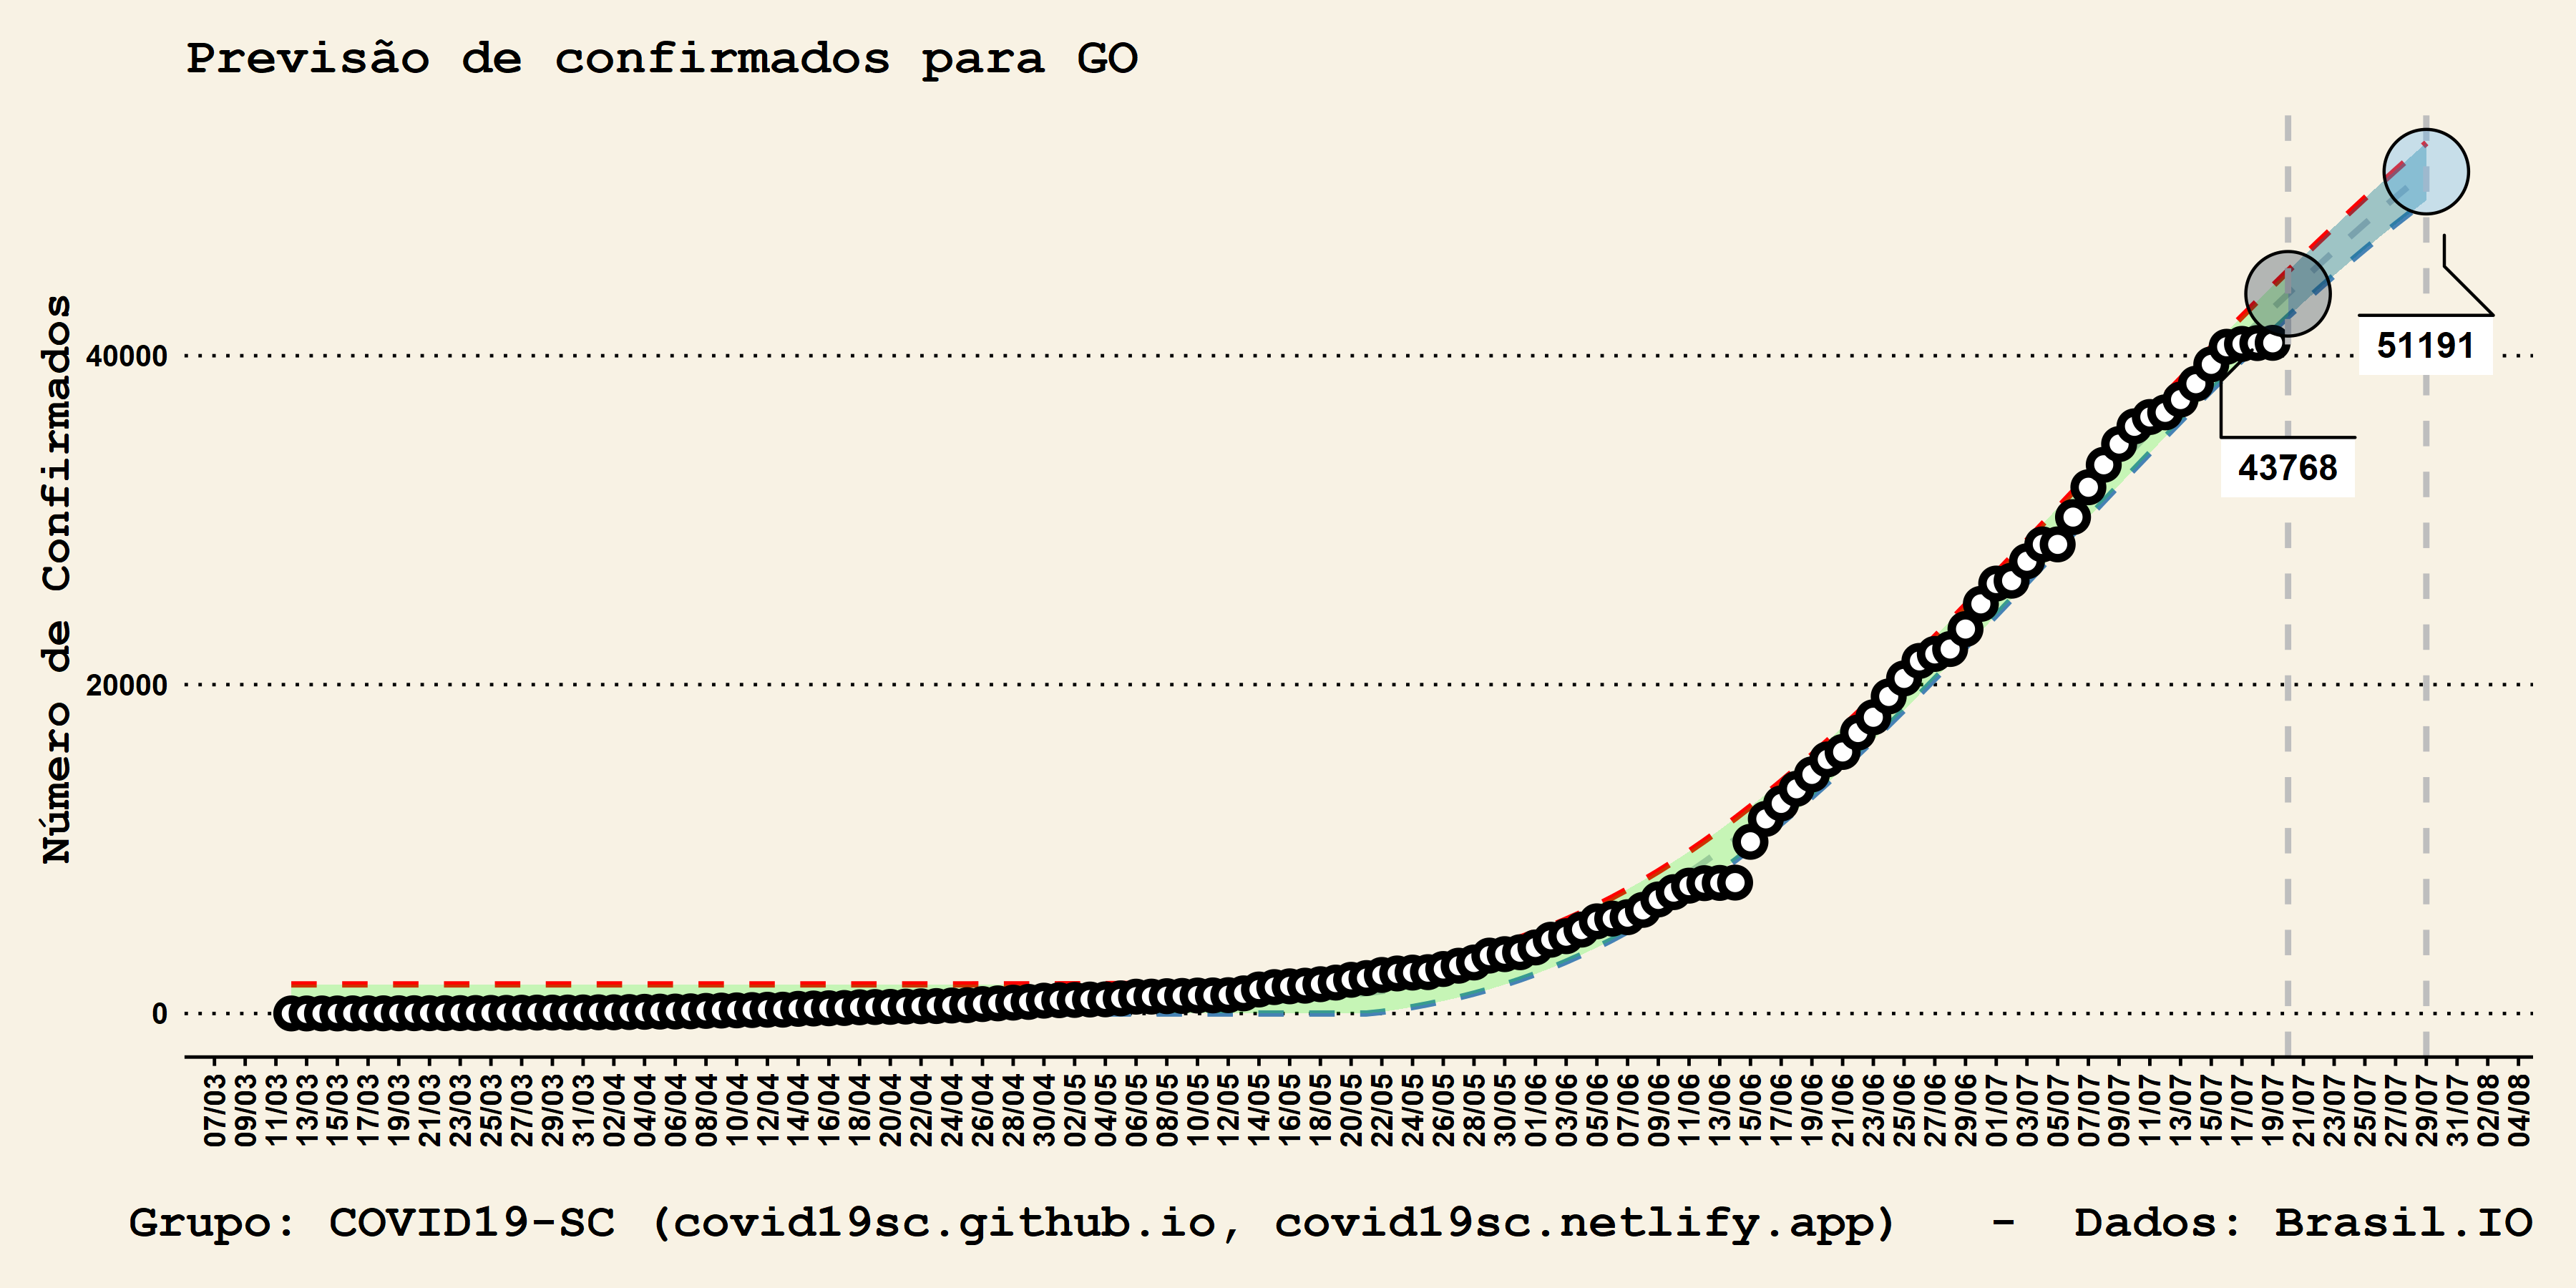 Previsão de confirmados para GO
Número de Confirmados
40000
20000
0
51191
43768
07/03 09/03 11/03 13/03 15/03 17/03 19/03 21/03 23/03 25/03 27/03 29/03 31/03 02/04 04/04 06/04 08/04 10/04 12/04 14/04 16/04 18/04 20/04 22/04 24/04 26/04 28/04 30/04 02/05 04/05 06/05 08/05 10/05 12/05 14/05 16/05 18/05 20/05 22/05 24/05 26/05 28/05 30/05 01/06 03/06 05/06 07/06 09/06 11/06 13/06 15/06 17/06 19/06 21/06 23/06 25/06 27/06 29/06 01/07 03/07 05/07 07/07 09/07 11/07 13/07 15/07 17/07 19/07 21/07 23/07 25/07 27/07 29/07 31/07 02/08 04/08
Grupo: COVID19-SC (covid19sc.github.io, covid19sc.netlify.app) - Dados: Brasil.IO